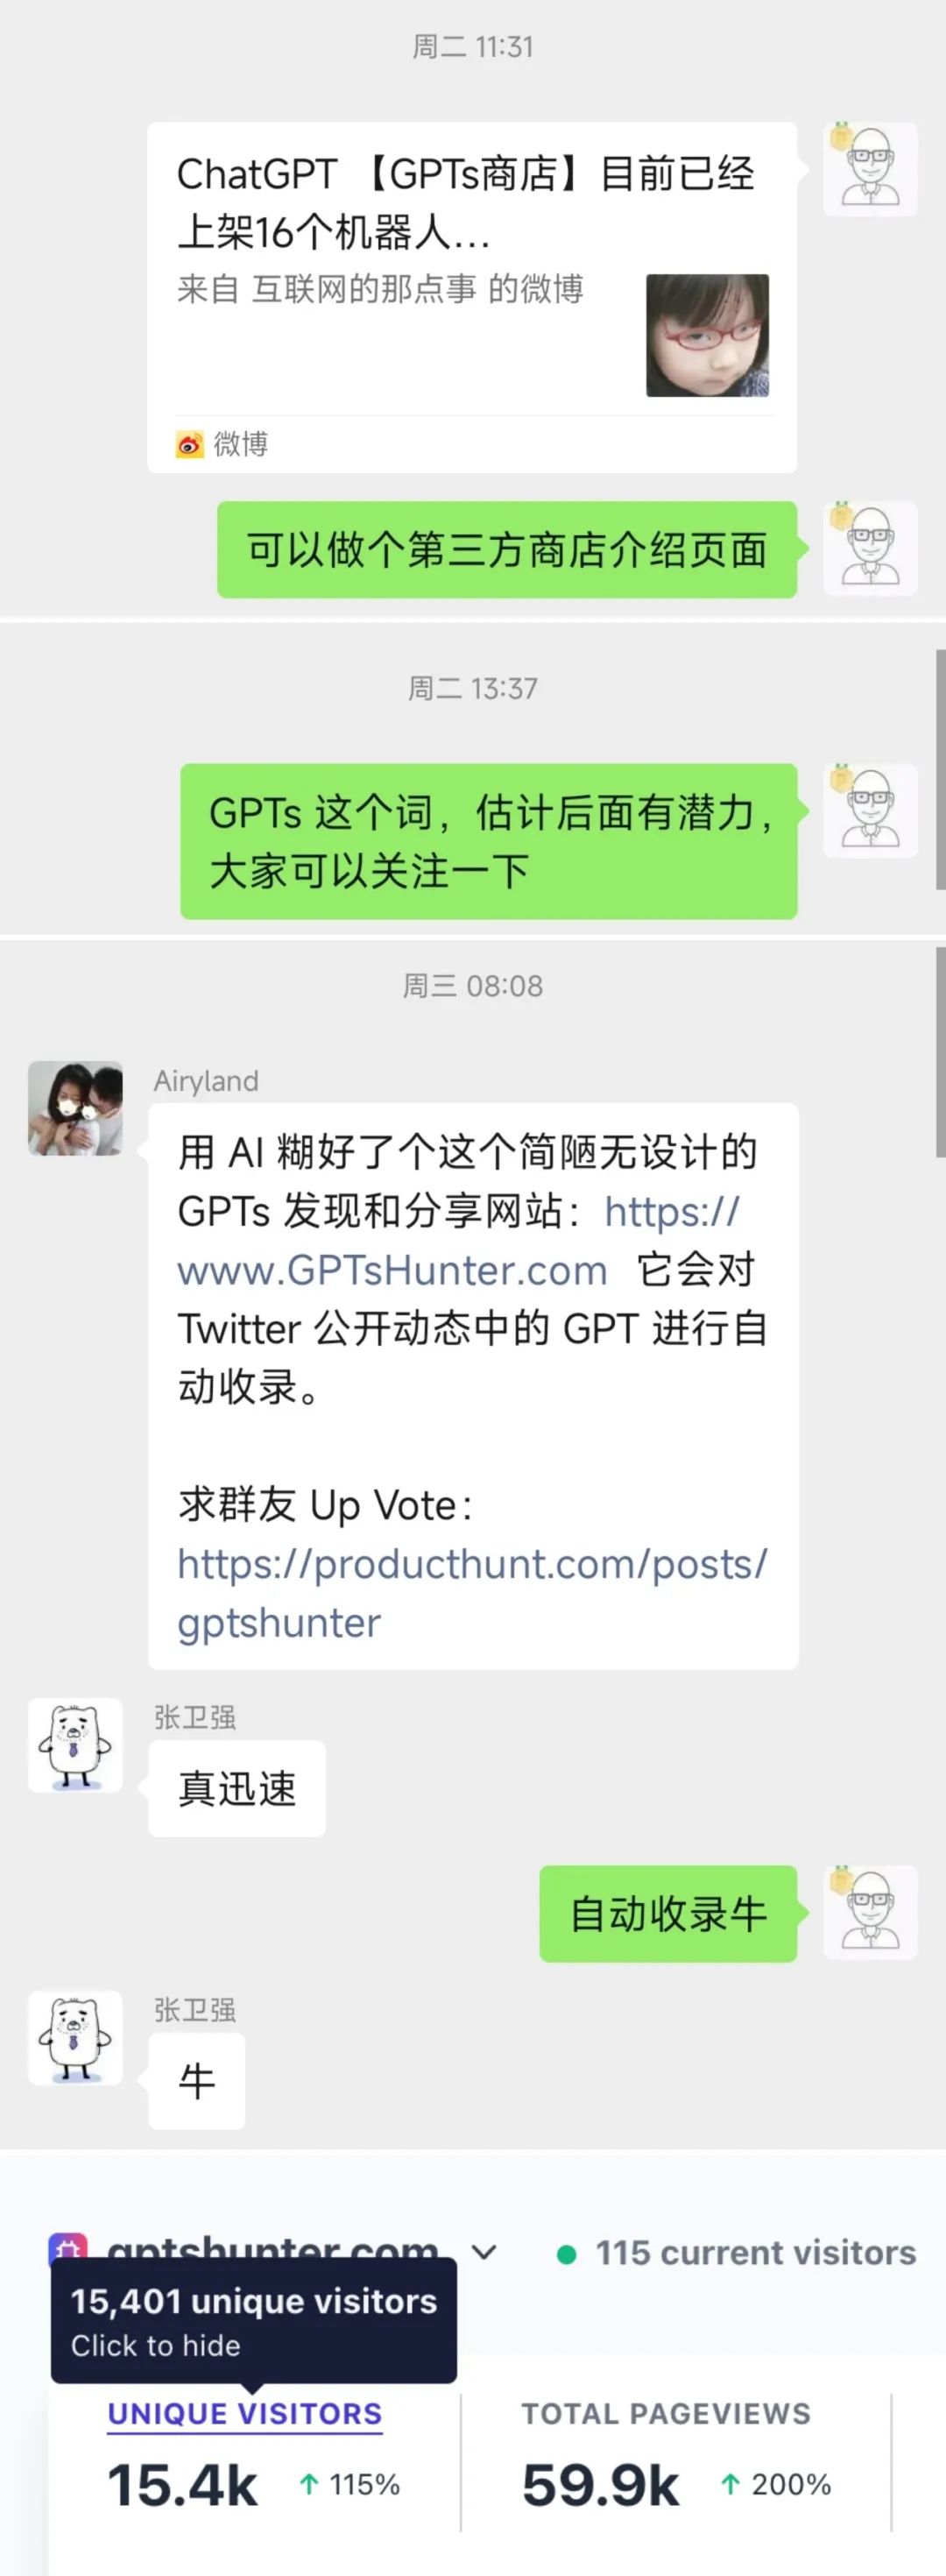 周二 11:31
ChatGPT 【GPTs商店】目前已经
上架16个机器人...
来自 互联网的那点事 的微博
微博
可以做个第三方商店介绍页面
周二 13:37
GPTs 这个词，估计后面有潜力，
大家可以关注一下
周三 08:08
Airyland
用 AI 糊好了个这个简陋无设计的
GPTs 发现和分享网站：https://
www.GPTsHunter.com 它会对
Twitter 公开动态中的 GPT 进行自
动收录。
求群友 Up Vote：
https://producthunt.com/posts/
gptshunter
张卫强
真迅速
自动收录牛
张卫强
牛
gptshunter.com
115 current visitors
15,401 unique visitors
Click to hide
UNIQUE VISITORS
TOTAL PAGEVIEWS
15.4k ↑ 115%
59.9k ↑ 200%